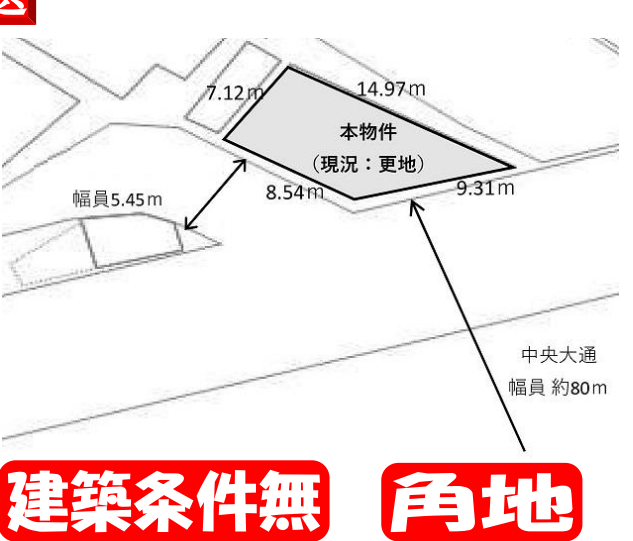 区
7.12m
14.97m
本物件
（現況：更地）
8.54m
9.31m
幅員5.45m
中央大通
幅員 約80m
建築条件無
角地